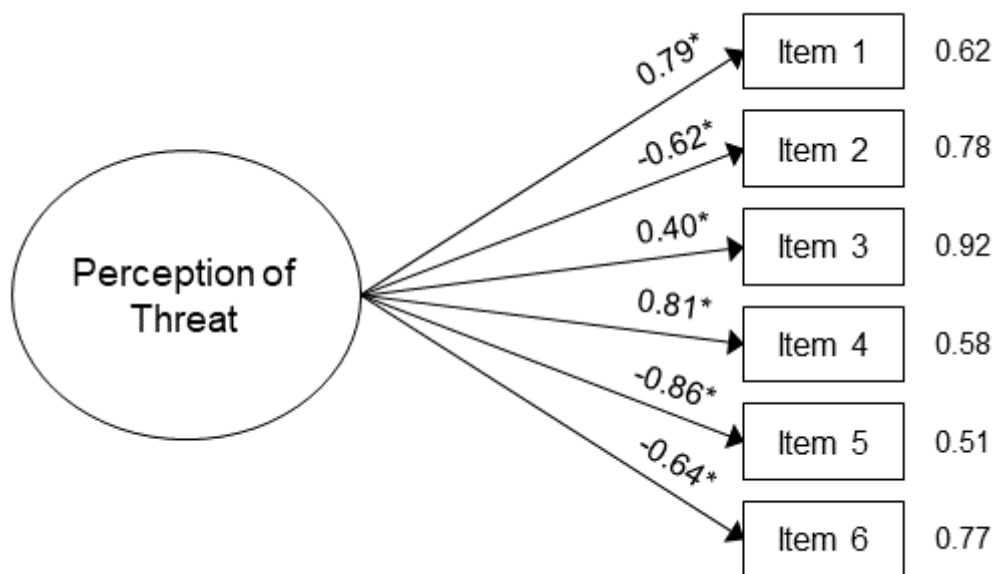 Perception of
Threat
0.79*
Item 1
0.62
-0.62*
Item 2
0.78
0.40*
Item 3
0.92
0.81*
Item 4
0.58
-0.86*
Item 5
0.51
-0.64*
Item 6
0.77